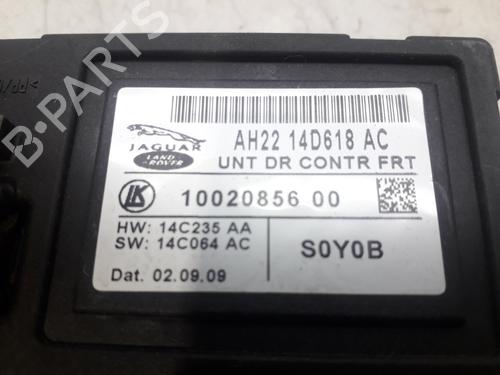 B-PARTS
>PP/
AH22 14D618 AC
JAGUAR
LAND ROVER
UNT DR CONTR FRT
LK
10020856 00
HW: 14C235 AA
SW: 14C064 AC
S0Y0B
Dat. 02.09.09